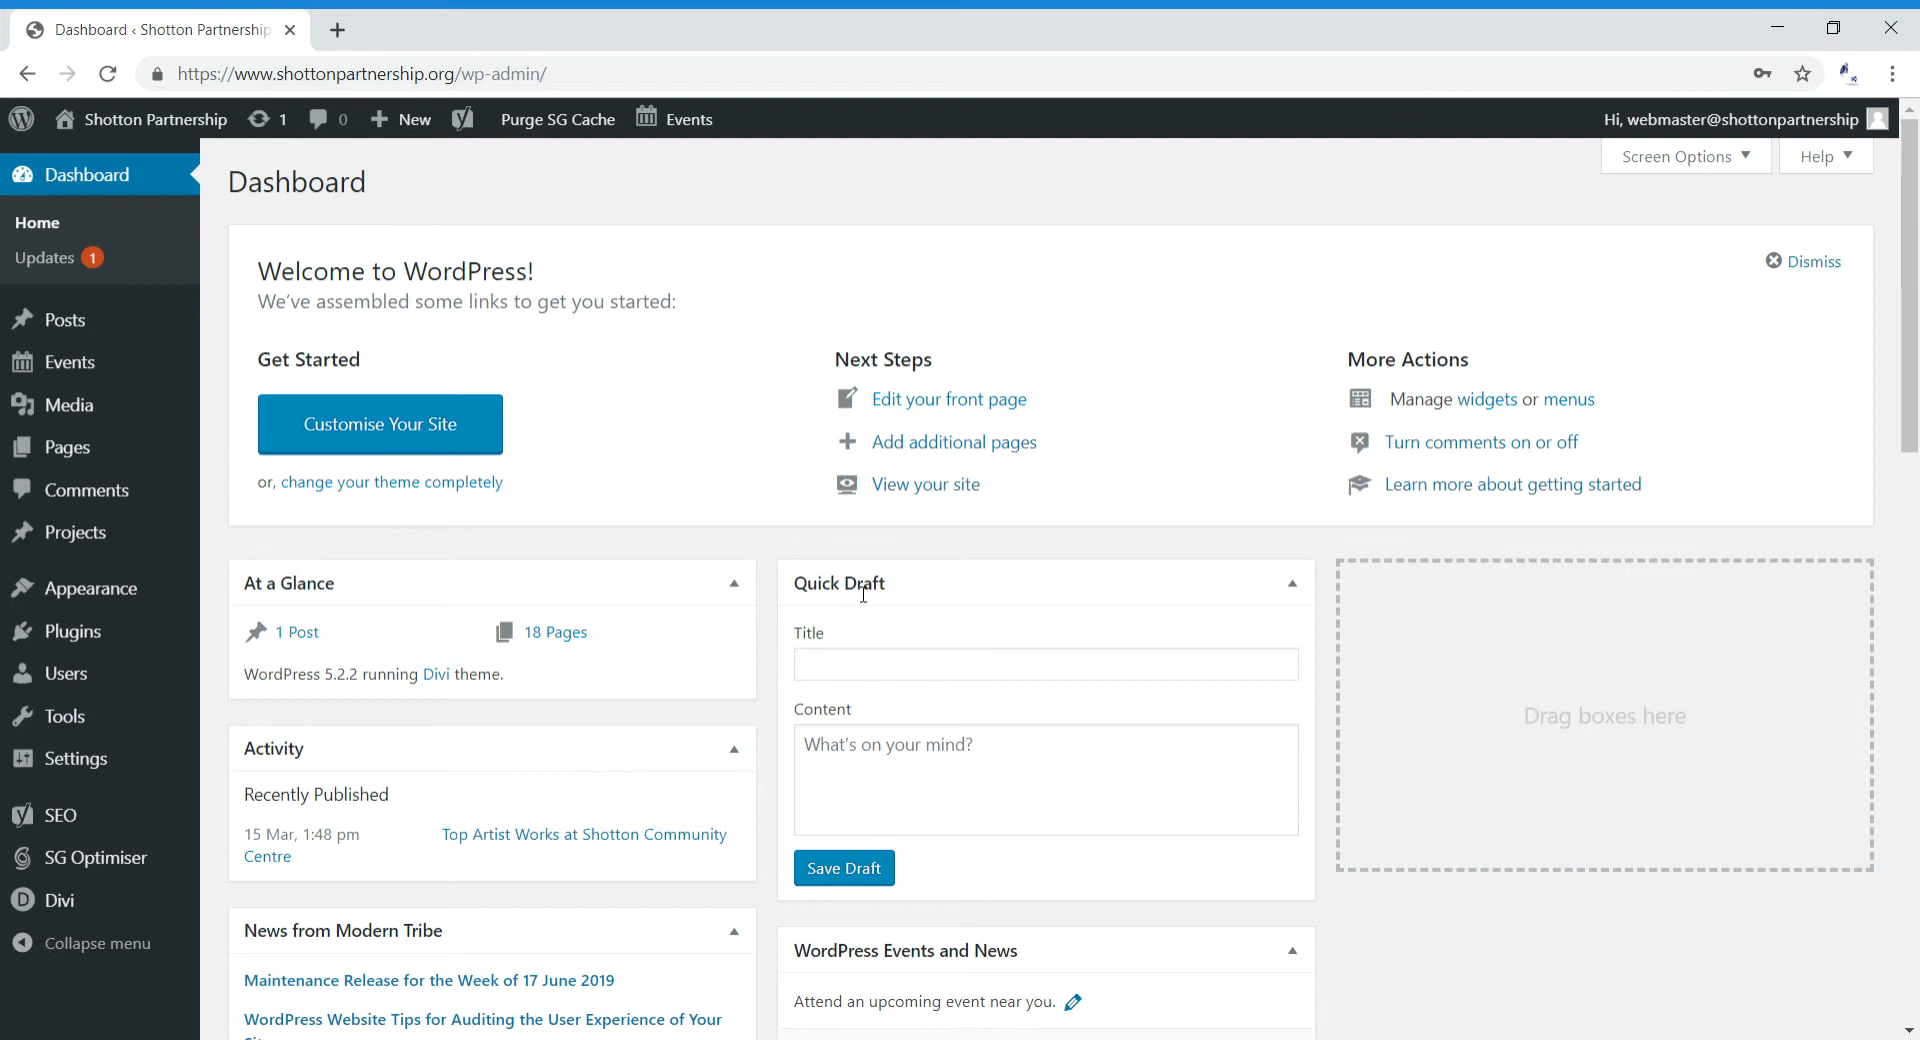 Dashboard ‹ Shotton Partnership
https://www.shottonpartnership.org/wp-admin/
Shotton Partnership 1 0 New Purge SG Cache Events Hi, webmaster@shottonpartnership
Screen Options Help
Dashboard
Home
Updates 1
Posts
Events
Media
Pages
Comments
Projects
Appearance
Plugins
Users
Tools
Settings
SEO
SG Optimiser
Divi
Collapse menu
Dashboard
Welcome to WordPress!
We've assembled some links to get you started:
Dismiss
Get Started
Customise Your Site
or, change your theme completely
Next Steps
Edit your front page
Add additional pages
View your site
More Actions
Manage widgets or menus
Turn comments on or off
Learn more about getting started
At a Glance
1 Post 18 Pages
WordPress 5.2.2 running Divi theme.
Activity
Recently Published
15 Mar, 1:48 pm Top Artist Works at Shotton Community
Centre
News from Modern Tribe
Maintenance Release for the Week of 17 June 2019
WordPress Website Tips for Auditing the User Experience of Your
Quick Draft
Title
Content
What's on your mind?
Save Draft
WordPress Events and News
Attend an upcoming event near you.
Drag boxes here